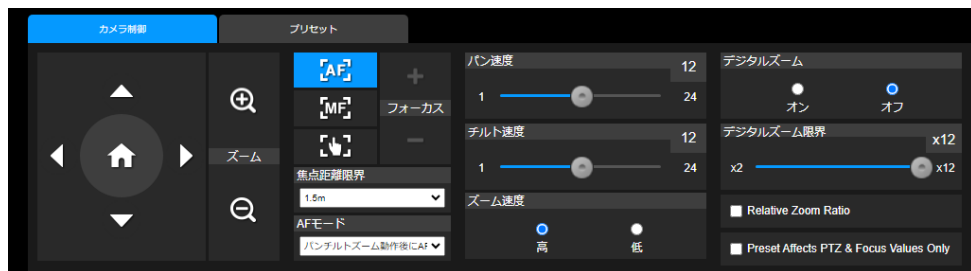 カメラ制御
プリセット
ズーム
AF
MF
フォーカス
焦点距離限界
1.5m
AFモード
パンチルトズーム動作後にAF
パン速度
12
1
24
チルト速度
12
1
24
ズーム速度
高
低
デジタルズーム
オン
オフ
デジタルズーム限界
x12
x2
x12
Relative Zoom Ratio
Preset Affects PTZ & Focus Values Only